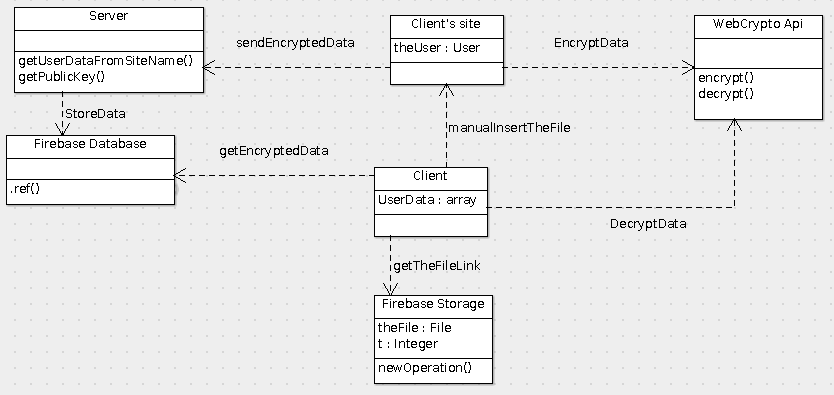 Server
getUserDataFromSiteName()
getPublicKey()
sendEncryptedData
Client's site
theUser : User
EncryptData
WebCrypto Api
encrypt()
decrypt()
StoreData
Firebase Database
.ref()
getEncryptedData
manualInsertTheFile
Client
UserData : array
DecryptData
getTheFileLink
Firebase Storage
theFile : File
t : Integer
newOperation()